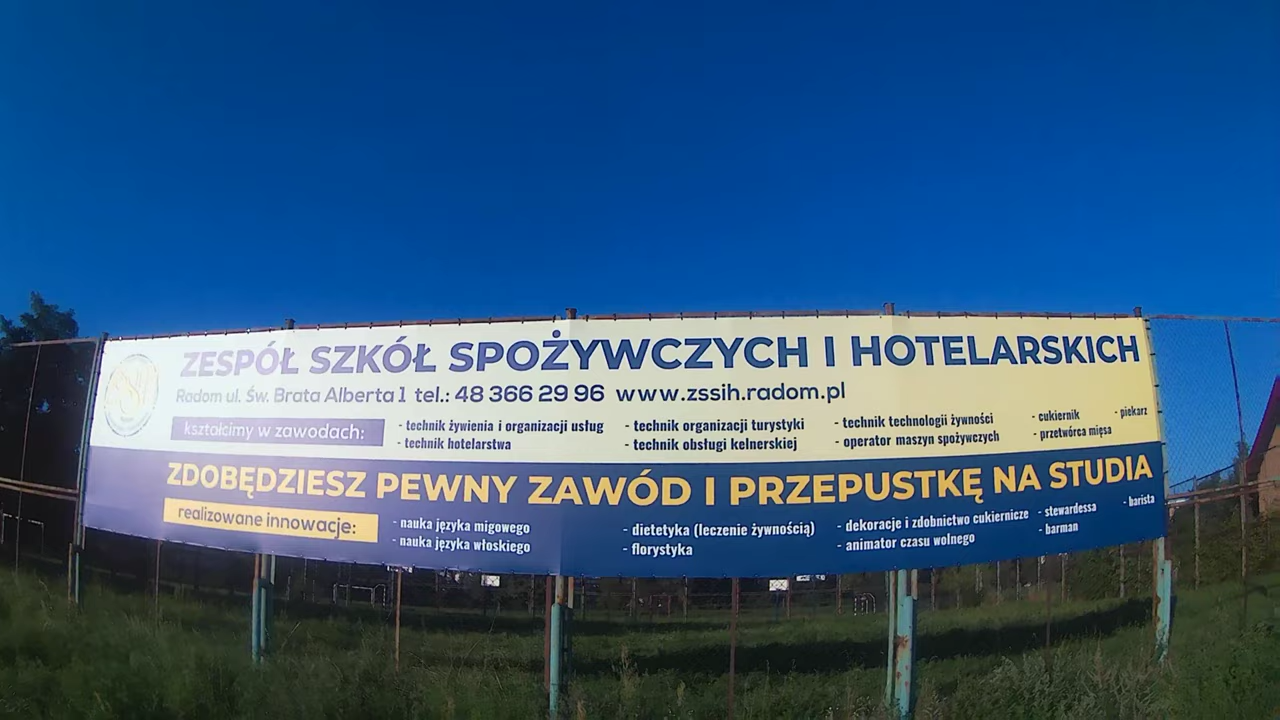 ZESPÓŁ SZKÓŁ SPOŻYWCZYCH I HOTELARSKICH
Radom ul. Św. Brata Alberta 1 tel.: 48 366 29 96 www.zssih.radom.pl
kształcimy w zawodach:
- technik żywienia i organizacji usług
- technik hotelarstwa
- technik organizacji turystyki
- technik obsługi kelnerskiej
- technik technologii żywności
- operator maszyn spożywczych
- cukiernik
- przetwórca mięsa
- piekarz
ZDOBĘDZIESZ PEWNY ZAWÓD I PRZEPUSTKĘ NA STUDIA
realizowane innowacje:
- nauka języka migowego
- nauka języka włoskiego
- dietetyka (leczenie żywnością)
- florystyka
- dekoracje i zdobnictwo cukiernicze
- animator czasu wolnego
- stewardessa
- barman
- barista